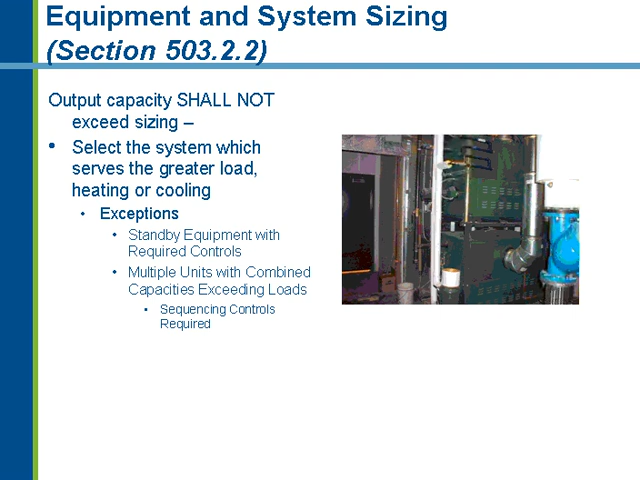 Equipment and System Sizing
(Section 503.2.2)
Output capacity SHALL NOT
exceed sizing –
• Select the system which
serves the greater load,
heating or cooling
• Exceptions
• Standby Equipment with
Required Controls
• Multiple Units with Combined
Capacities Exceeding Loads
• Sequencing Controls
Required